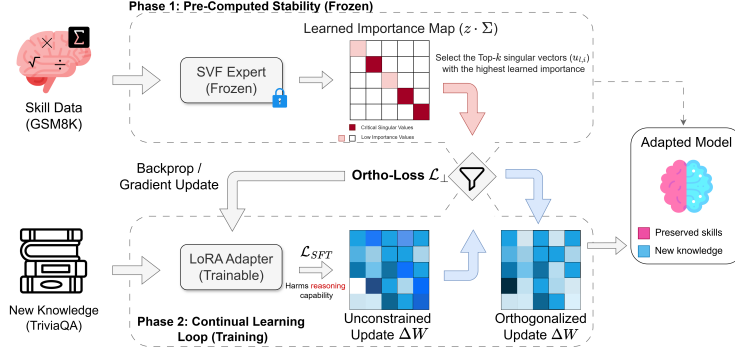 Phase 1: Pre-Computed Stability (Frozen)
Σ
× √ ÷
Skill Data
(GSM8K)
SVF Expert
(Frozen)
Learned Importance Map (z · Σ)
Critical Singular Values
Low Importance Values
Select the Top-k singular vectors (u_{l,i})
with the highest learned importance
Adapted Model
Preserved skills
New knowledge
Backprop /
Gradient Update
Ortho-Loss ℒ⊥
New Knowledge
(TriviaQA)
LoRA Adapter
(Trainable)
ℒ_{SFT}
Harms reasoning
capability
Unconstrained
Update ΔW
Orthogonalized
Update ΔW
Phase 2: Continual Learning
Loop (Training)